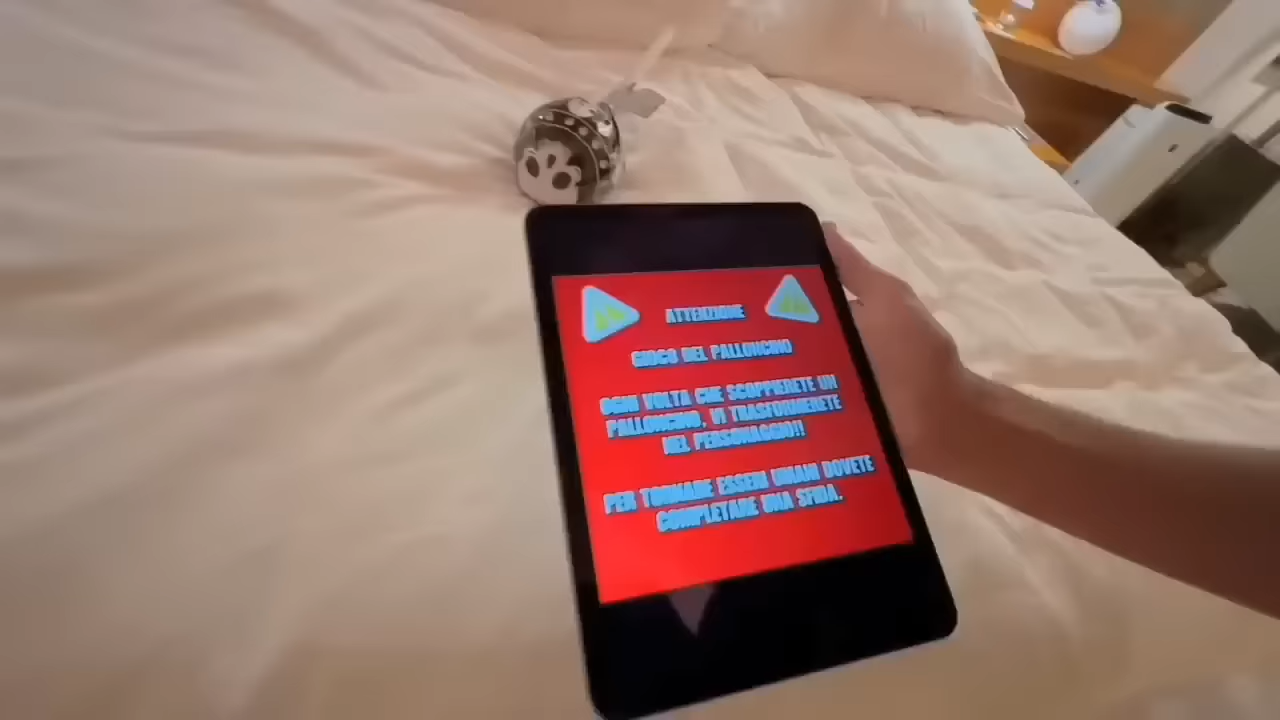 ATTENZIONE
GIOCO DEL PALLONCINO
OGNI VOLTA CHE SCOPPIERETE UN
PALLONCINO, VI TRASFORMERETE
NEL PERSONAGGIO!!
PER TORNARE ESSERI UMANI DOVETE
COMPLETARE UNA SFIDA.